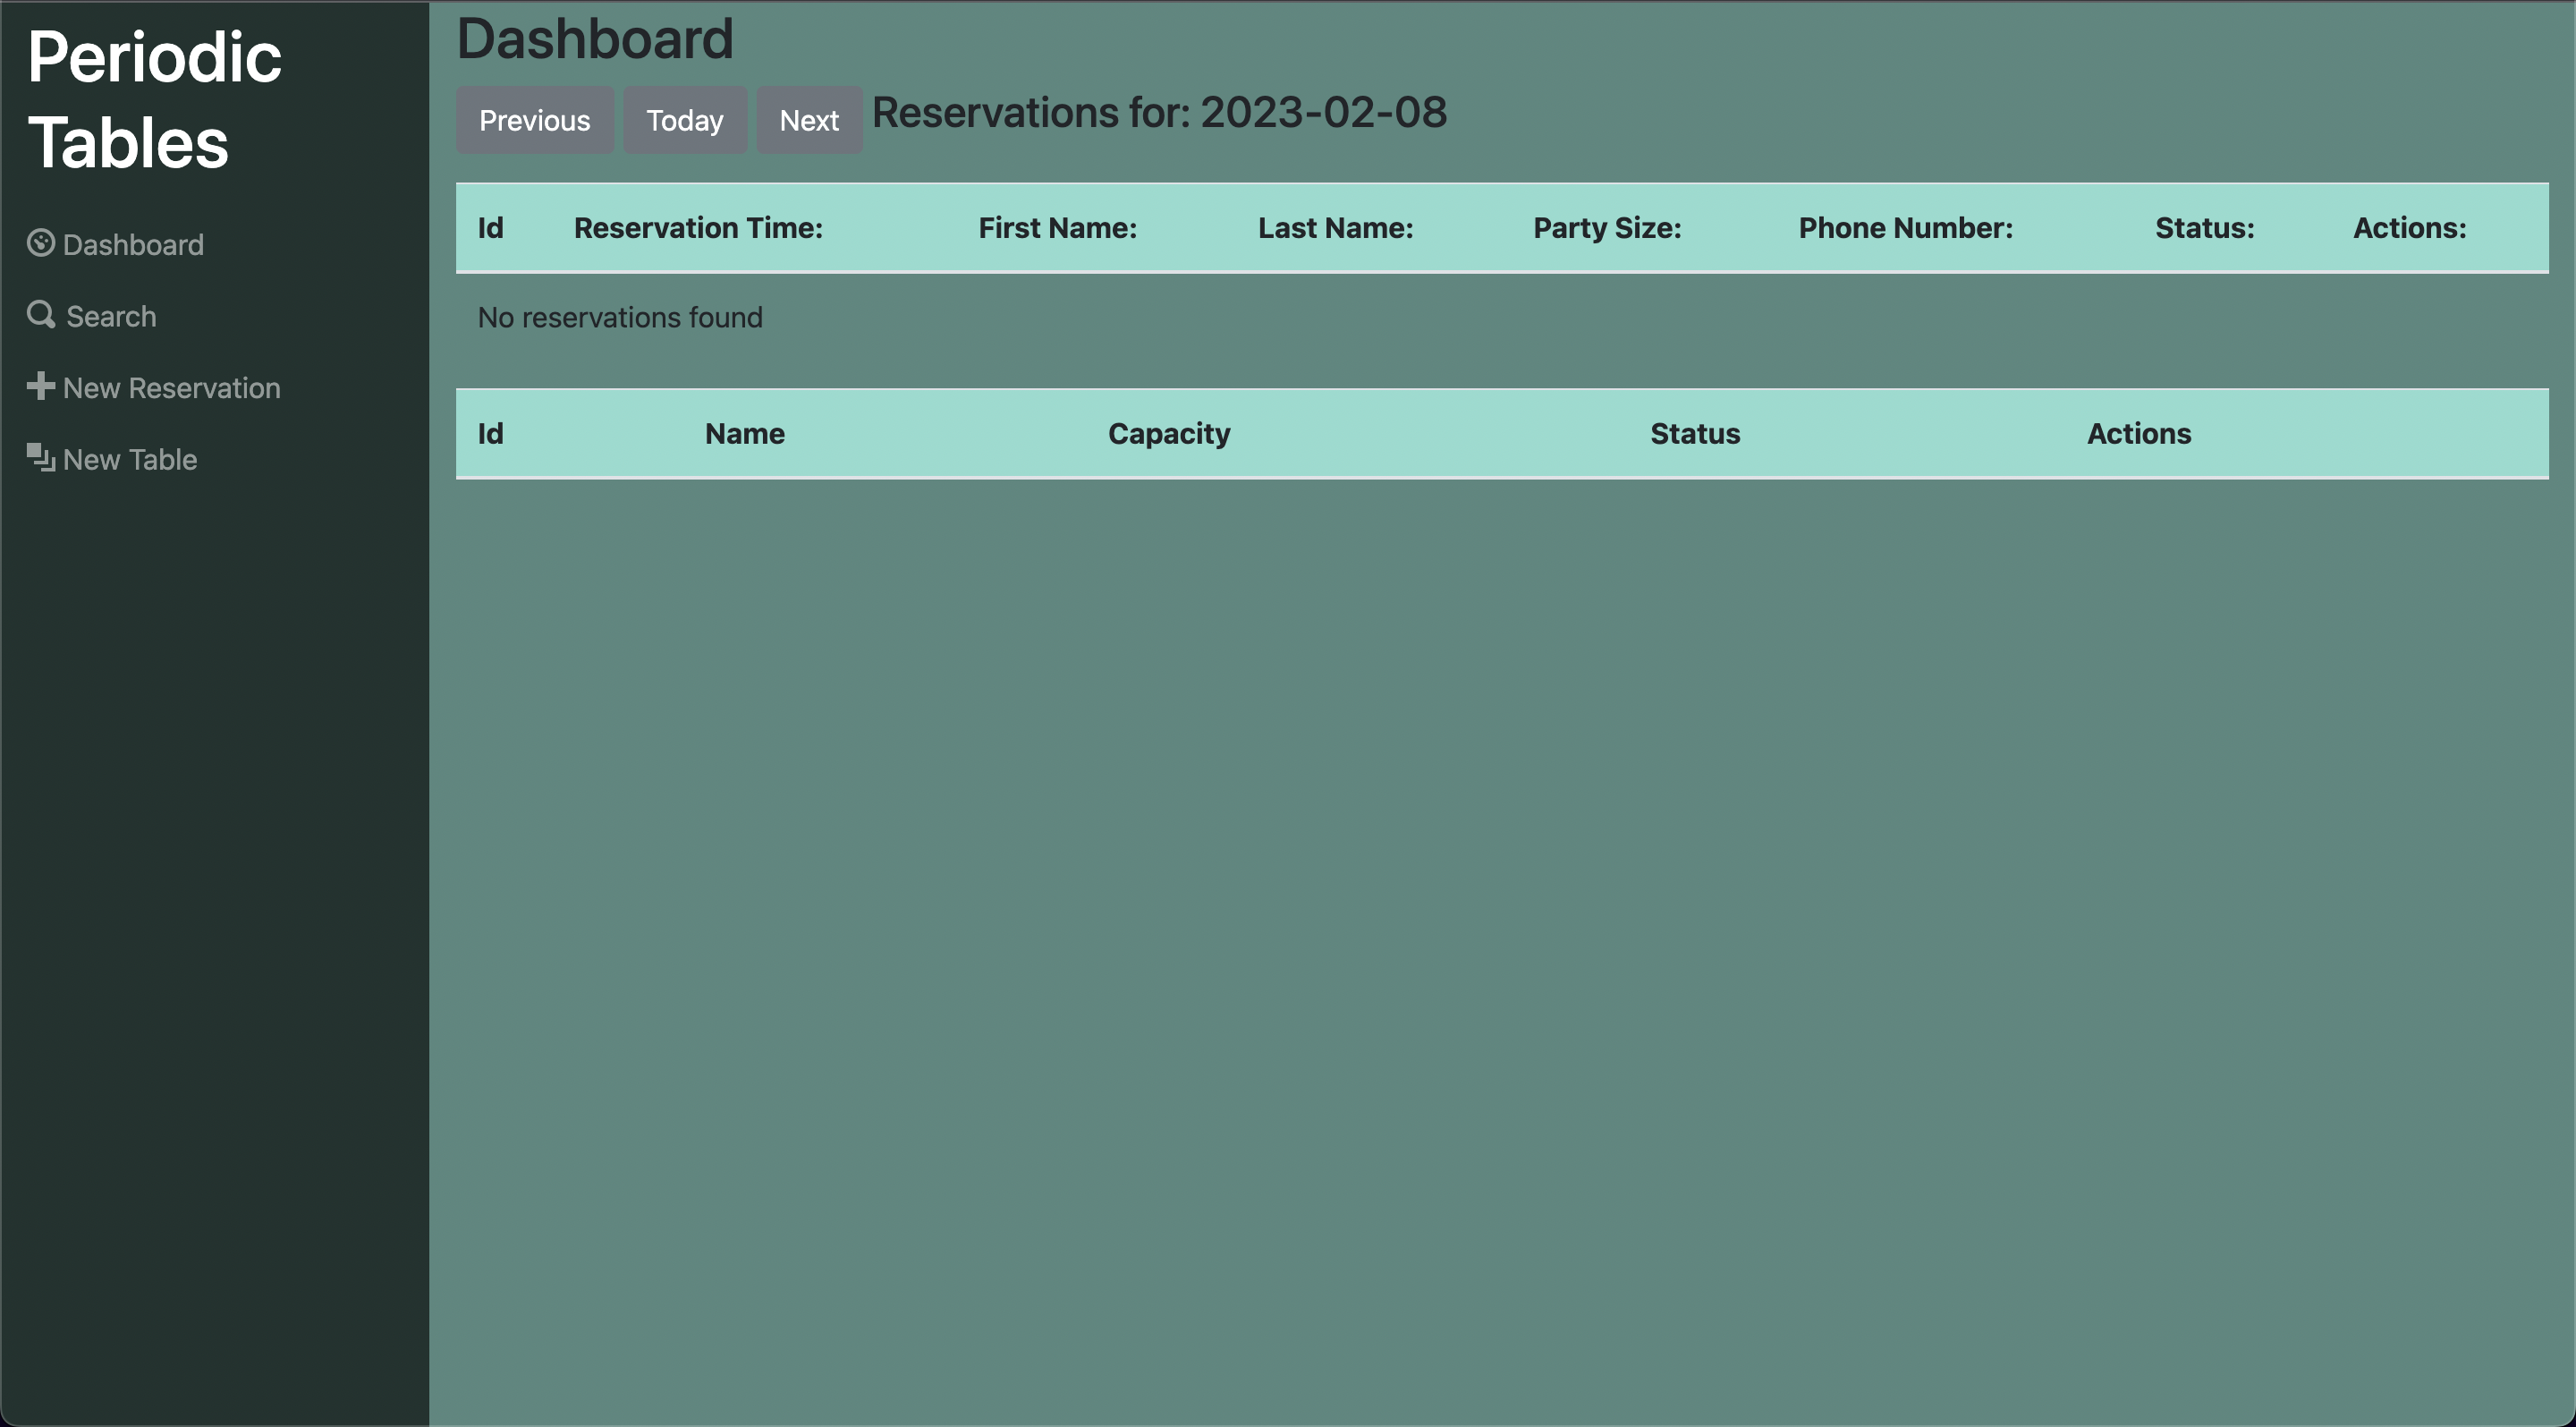 Periodic
Tables
Dashboard
Search
New Reservation
New Table
Dashboard
Previous Today Next Reservations for: 2023-02-08
Id Reservation Time: First Name: Last Name: Party Size: Phone Number: Status: Actions:
No reservations found
Id Name Capacity Status Actions